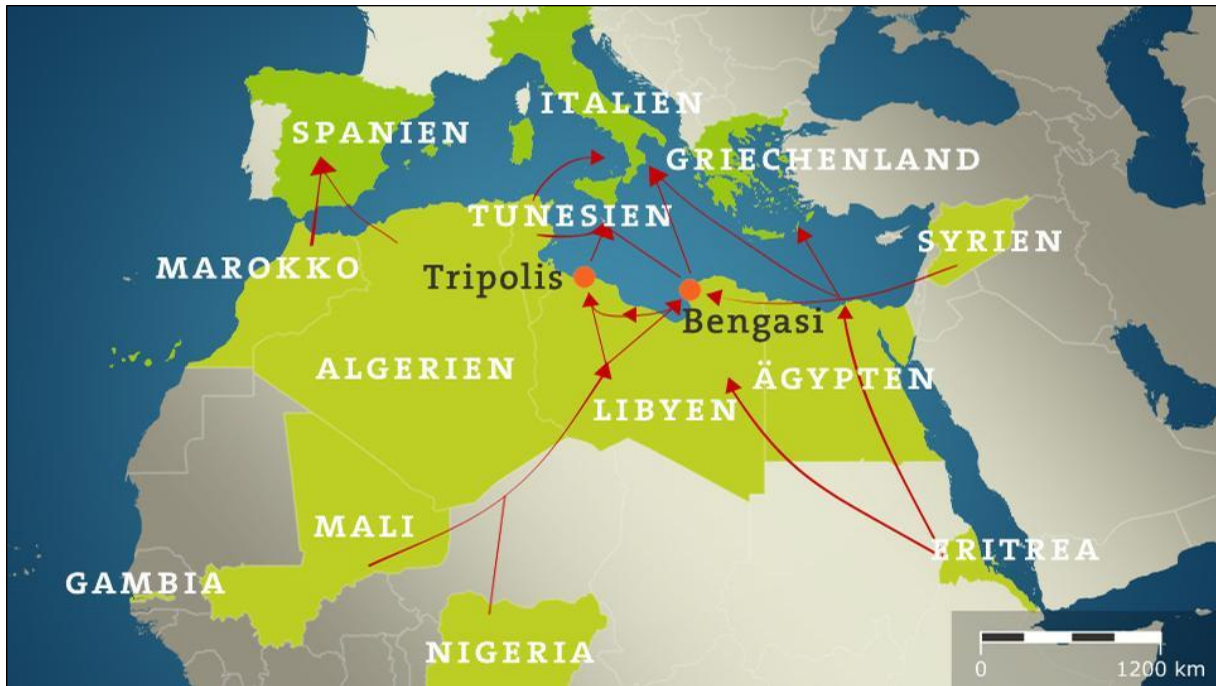 ITALIEN
SPANIEN
GRIECHENLAND
TUNESIEN
SYRIEN
MAROKKO
Tripolis
Bengasi
ALGERIEN
ÄGYPTEN
LIBYEN
MALI
ERITREA
GAMBIA
NIGERIA
0 1200 km